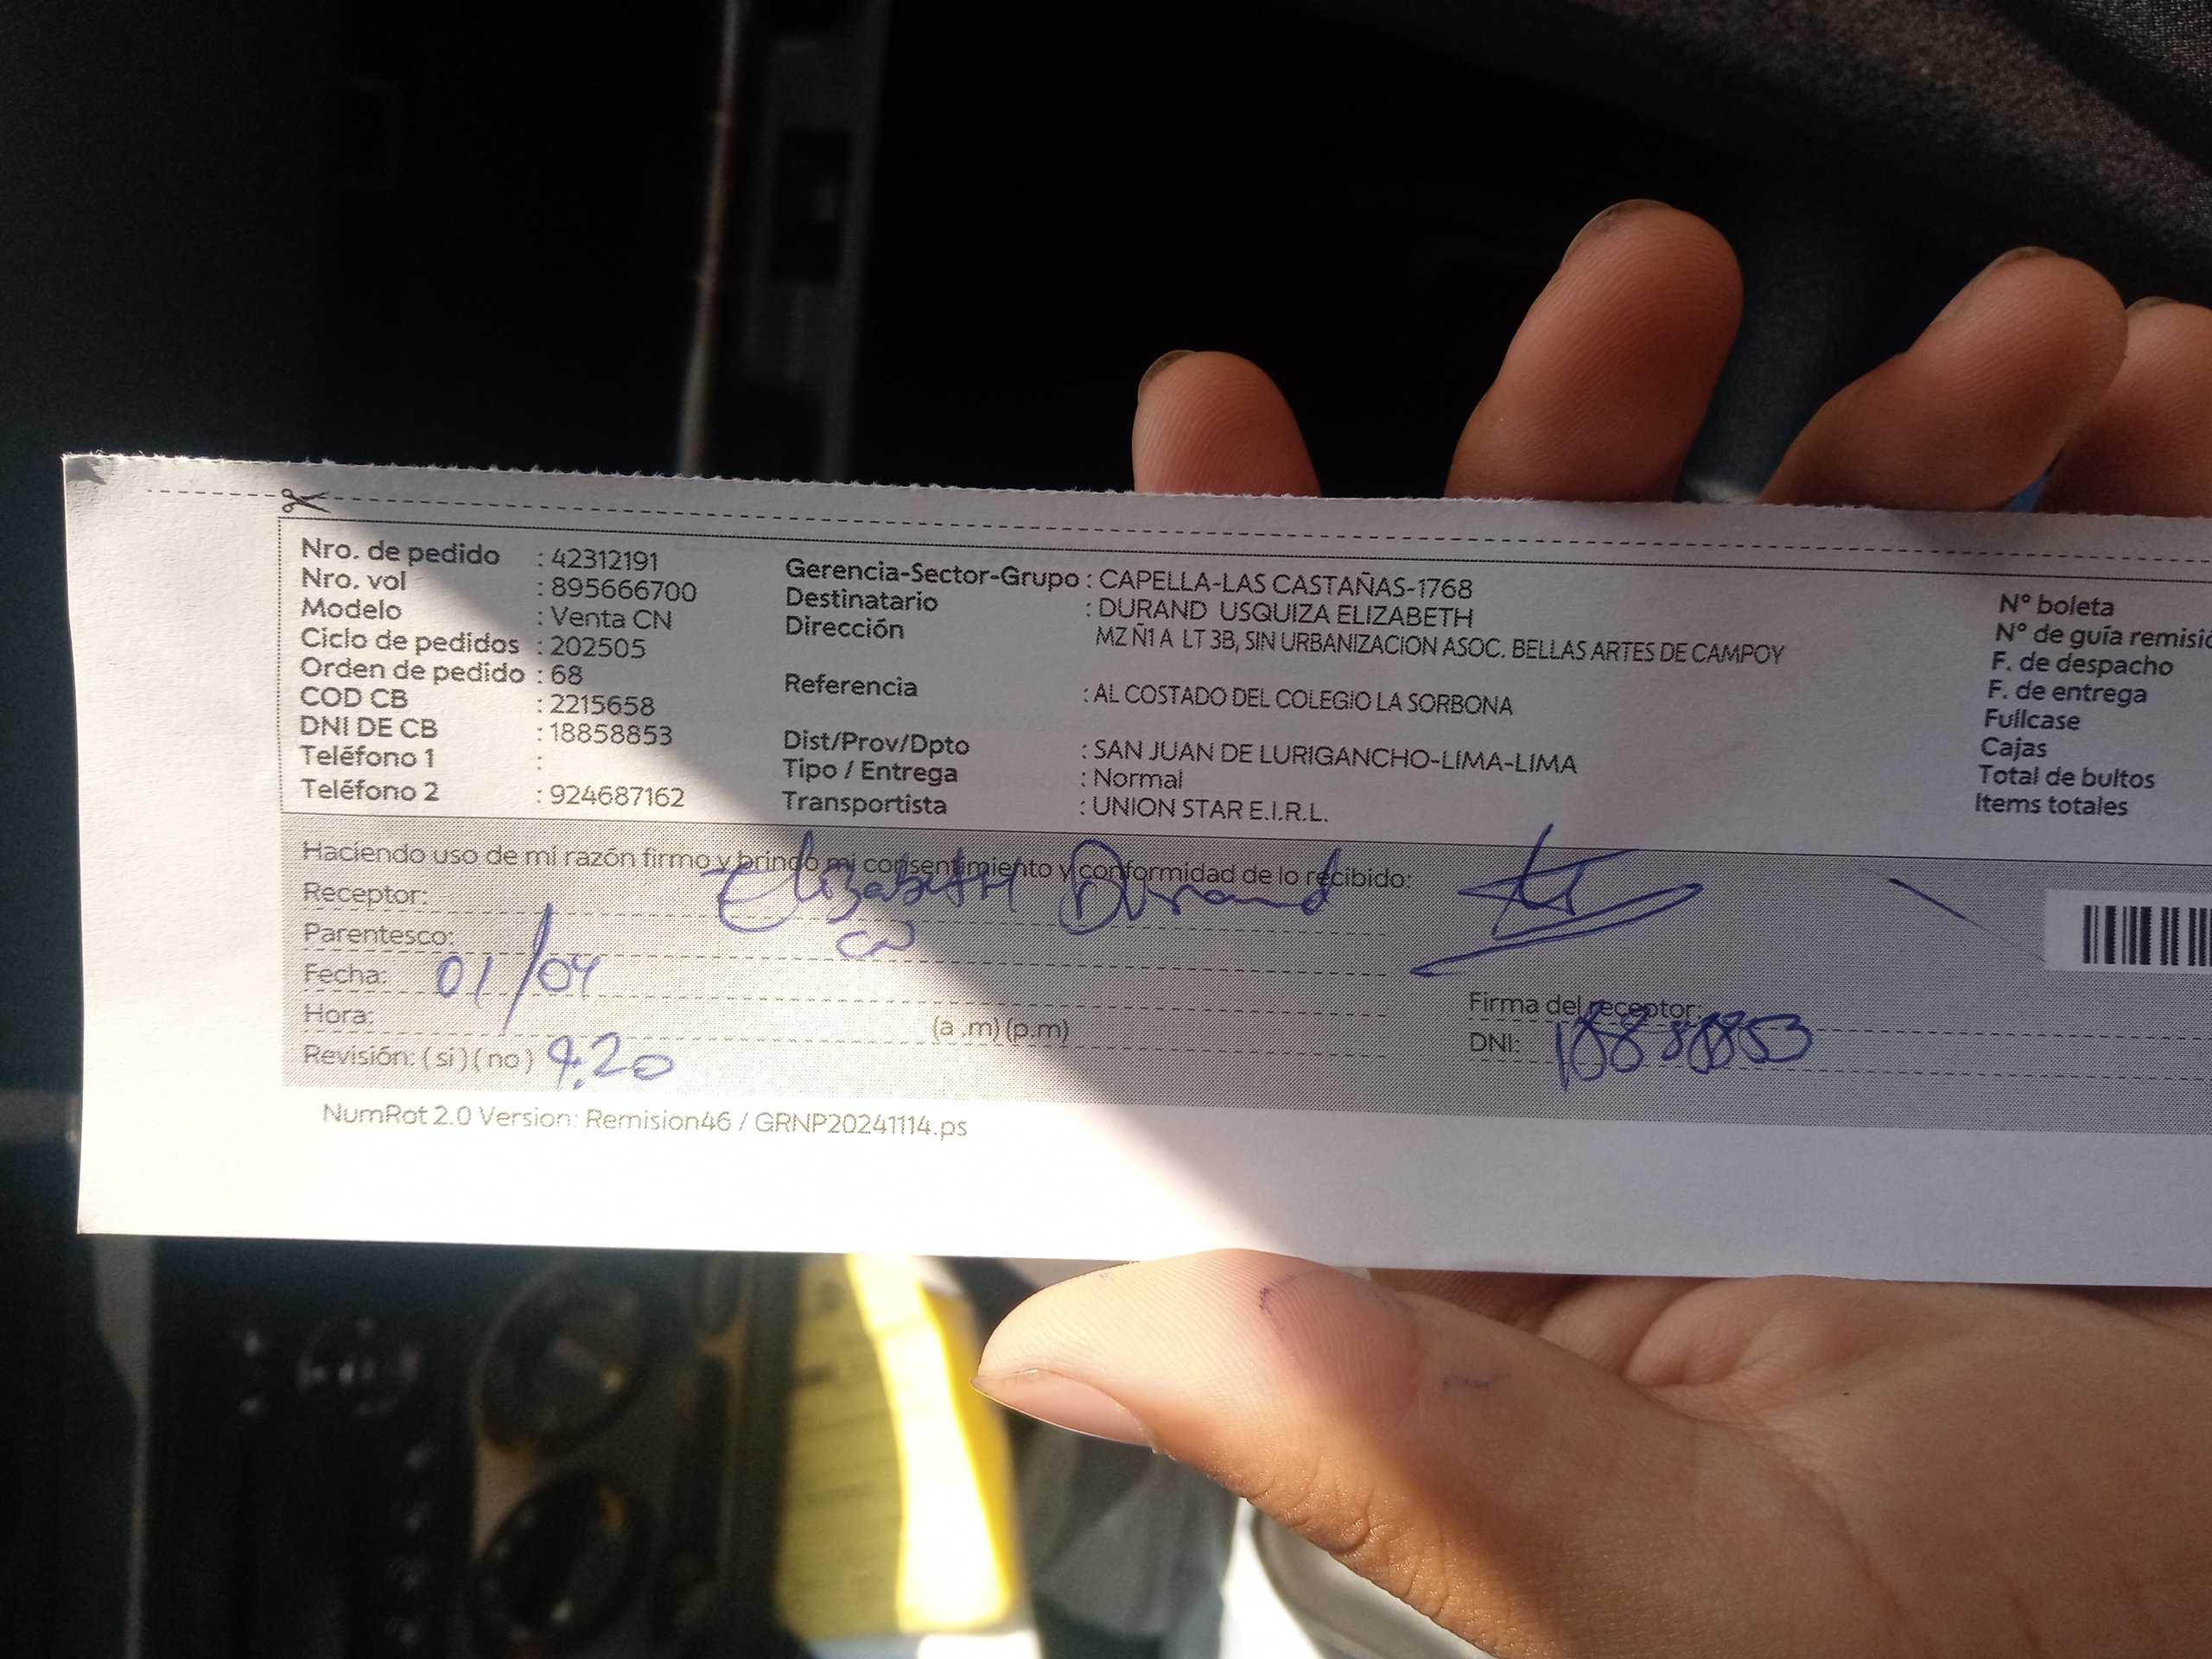 Nro. de pedido : 42312191
Nro. vol : 895666700
Modelo : Venta CN
Ciclo de pedidos : 202505
Orden de pedido : 68
COD CB : 2215658
DNI DE CB : 18858853
Teléfono 1 :
Teléfono 2 : 924687162
Gerencia-Sector-Grupo : CAPELLA-LAS CASTAÑAS-1768
Destinatario : DURAND USQUIZA ELIZABETH
Dirección MZ Ñ1 A LT 3B, SIN URBANIZACION ASOC. BELLAS ARTES DE CAMPOY
Referencia : AL COSTADO DEL COLEGIO LA SORBONA
Dist/Prov/Dpto : SAN JUAN DE LURIGANCHO-LIMA-LIMA
Tipo / Entrega : Normal
Transportista : UNION STAR E.I.R.L.
N° boleta
N° de guía
F. de despacho
F. de entrega
Fullcase
Cajas
Total de bultos
Items totales
Haciendo uso de mi razón firmo y brindo mi consentimiento y conformidad de lo recibido:
Receptor: Elizabeth Durand
Parentesco:
Fecha: 01/04
Hora: (a .m) (p.m)
Revisión: (si) (no) 9.20
Firma del receptor:
DNI: 18858853
NumRot 2.0 Version: Remision46 / GRNP20241114.ps